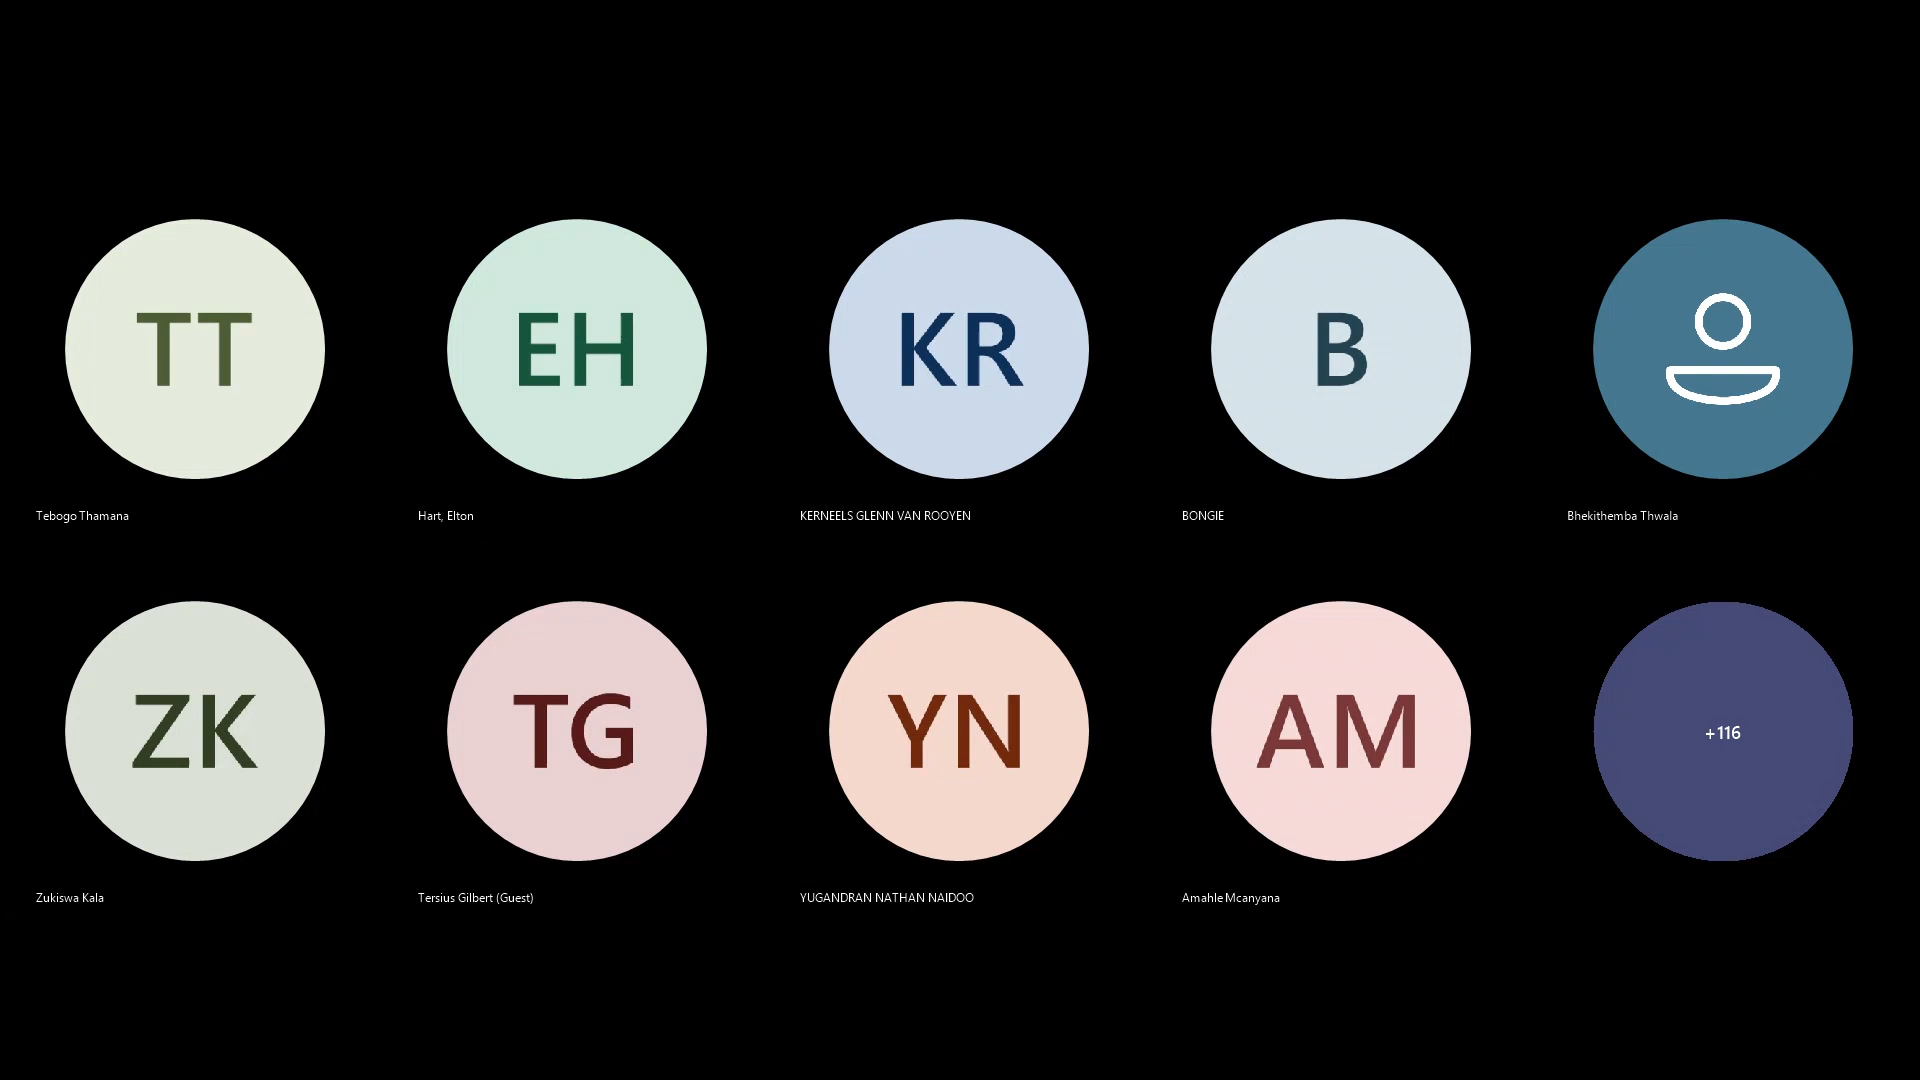 TT
EH
KR
B
Tebogo Thamana
Hart, Elton
KERNEELS GLENN VAN ROOYEN
BONGIE
Bhekithemba Thwala
ZK
TG
YN
AM
+116
Zukiswa Kala
Tersius Gilbert (Guest)
YUGANDRAN NATHAN NAIDOO
Amahle Mcanyana